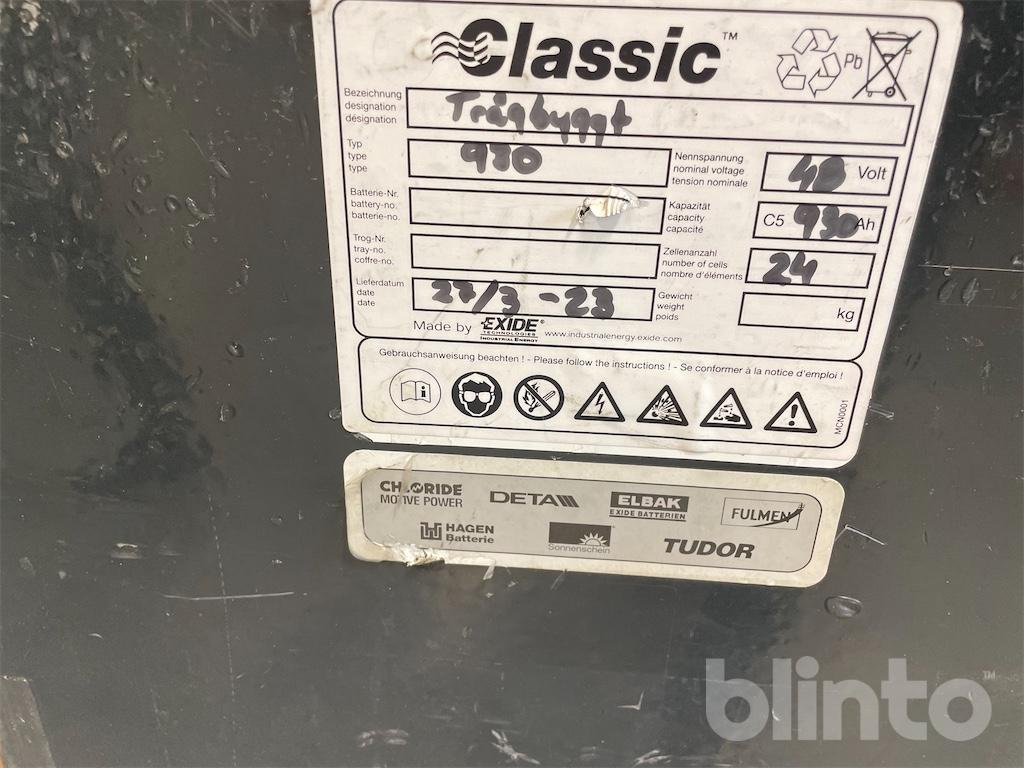 Classic™
Pb
Bezeichnung
designation
désignation
Trågbyggt
Typ
type
type
930
Nennspannung
nominal voltage
tension nominale
48 Volt
Batterie-Nr.
battery-no.
batterie-no.
Kapazität
capacity
capacité
C5 930 Ah
Trog-Nr.
tray-no.
coffre-no.
Zellenanzahl
number of cells
nombre d'éléments
24
Lieferdatum
date
date
27/3-23
Gewicht
weight
poids
kg
Made by EXIDE® TECHNOLOGIES INDUSTRIAL ENERGY www.industrialenergy.exide.com
Gebrauchsanweisung beachten ! - Please follow the instructions ! - Se conformer à la notice d'emploi !
MCN0001
CHLORIDE
MOTIVE POWER
DETA
ELBAK
EXIDE BATTERIEN
FULMEN
HAGEN
Batterie
Sonnenschein
TUDOR
blinto™